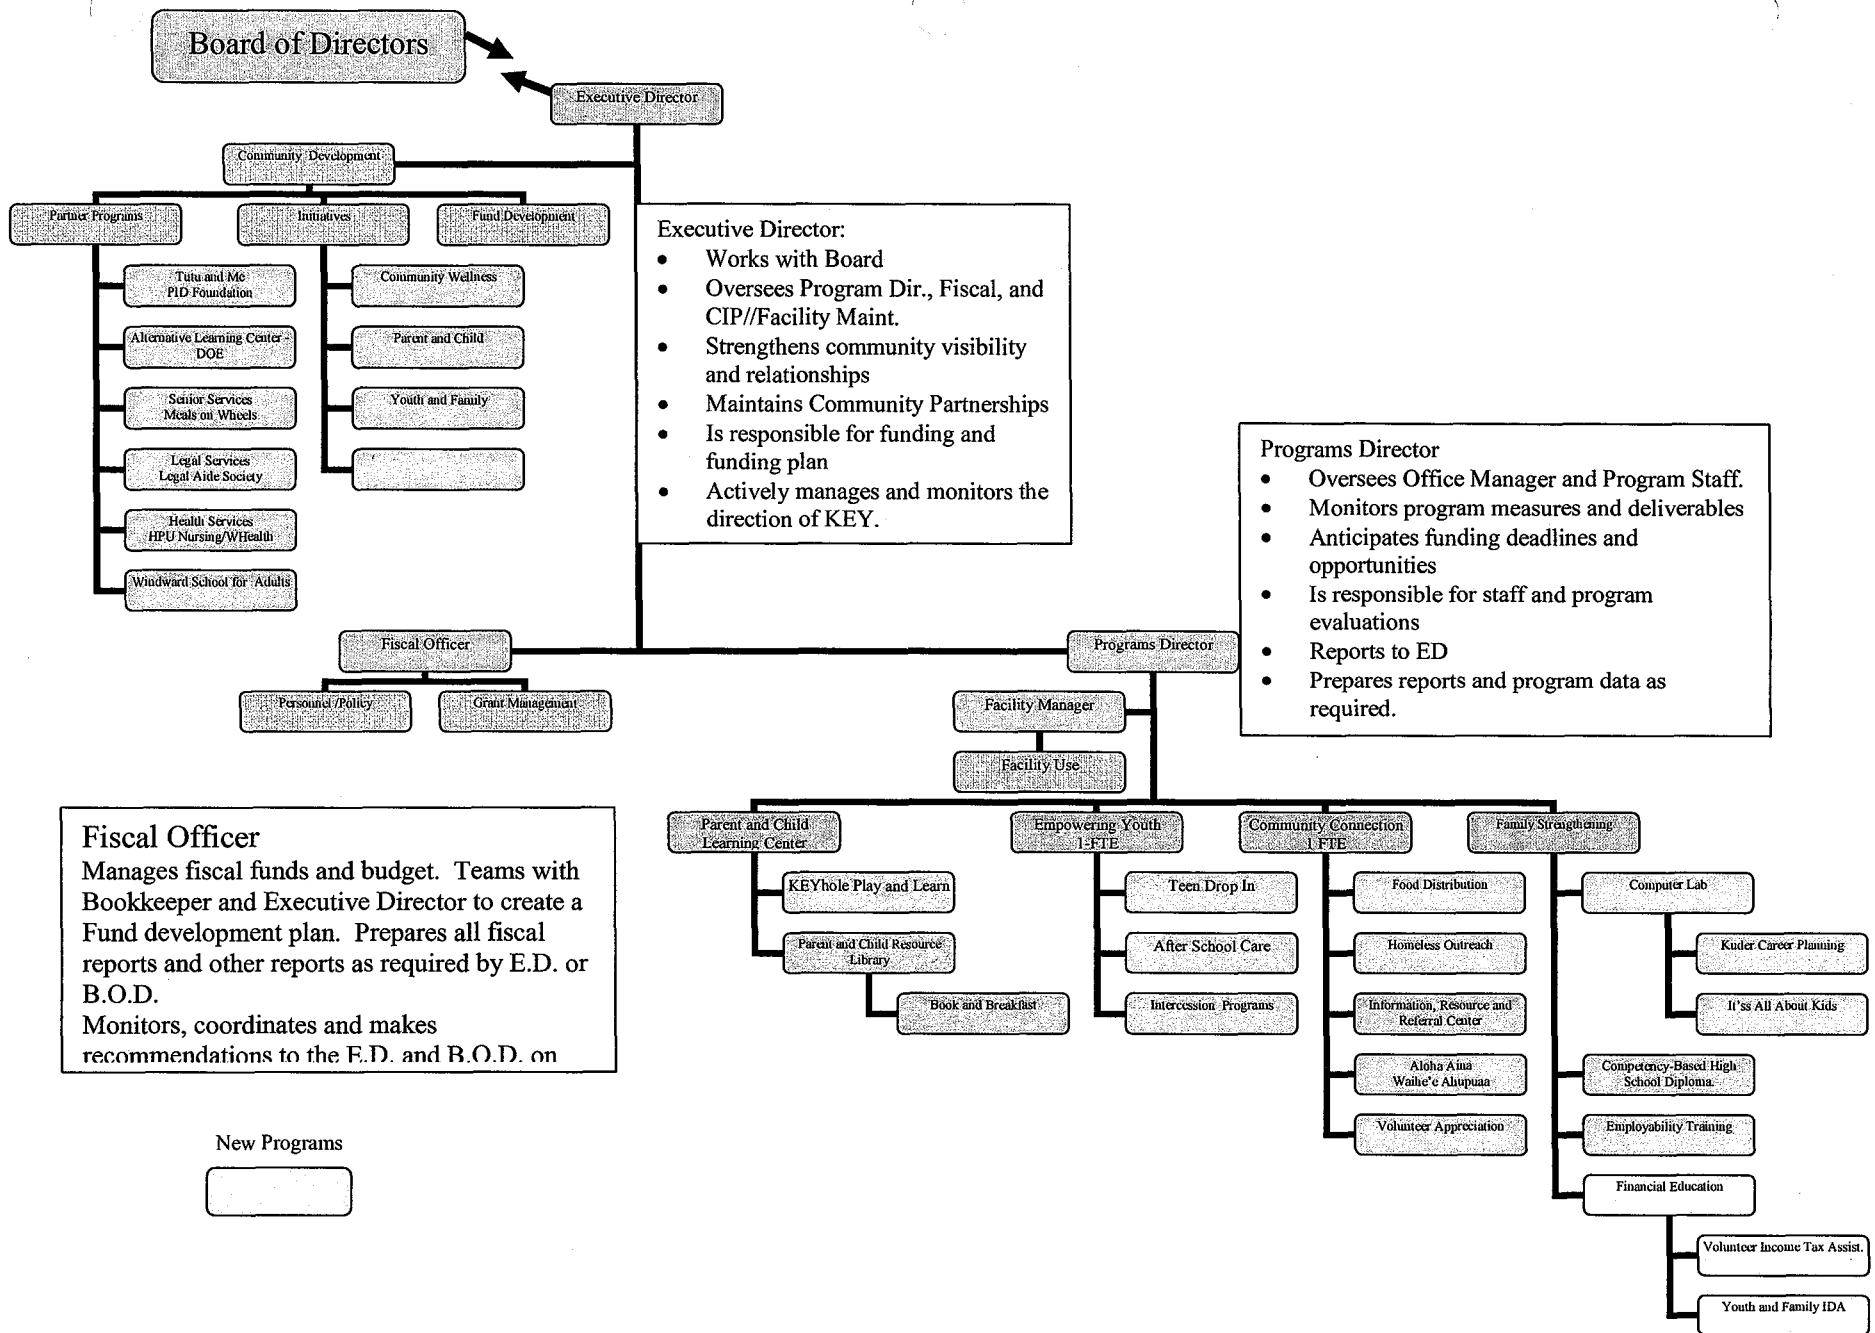 Board of Directors
Executive Director
Community Development
Partner Programs
Initiatives
Fund Development
Tutu and Me
PID Foundation
Alternative Learning Center -
DOE
Senior Services
Meals on Wheels
Legal Services
Legal Aide Society
Health Services
HPU Nursing/WHealth
Windward School for Adults
Community Wellness
Parent and Child
Youth and Family
Executive Director:
• Works with Board
• Oversees Program Dir., Fiscal, and
CIP//Facility Maint.
• Strengthens community visibility
and relationships
• Maintains Community Partnerships
• Is responsible for funding and
funding plan
• Actively manages and monitors the
direction of KEY.
Programs Director
• Oversees Office Manager and Program Staff.
• Monitors program measures and deliverables
• Anticipates funding deadlines and
opportunities
• Is responsible for staff and program
evaluations
• Reports to ED
• Prepares reports and program data as
required.
Fiscal Officer
Personnel /Policy
Grant Management
Programs Director
Facility Manager
Facility Use
Fiscal Officer
Manages fiscal funds and budget. Teams with
Bookkeeper and Executive Director to create a
Fund development plan. Prepares all fiscal
reports and other reports as required by E.D. or
B.O.D.
Monitors, coordinates and makes
recommendations to the E.D. and B.O.D. on
New Programs
Parent and Child
Learning Center
KEYhole Play and Learn
Parent and Child Resource
Library
Book and Breakfast
Empowering Youth
1-FTE
Teen Drop In
After School Care
Intercession Programs
Community Connection
1 FTE
Food Distribution
Homeless Outreach
Information, Resource and
Referral Center
Aloha Aina
Waihe'e Ahupuaa
Volunteer Appreciation
Family Strengthening
Computer Lab
Kuder Career Planning
It'ss All About Kids
Competency-Based High
School Diploma.
Employability Training
Financial Education
Volunteer Income Tax Assist.
Youth and Family IDA